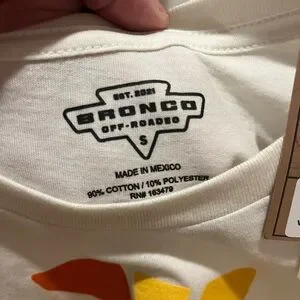 EST. 2021
BRONCO
OFF-ROADEO
S
MADE IN MEXICO
90% COTTON / 10% POLYESTER
RN# 163479